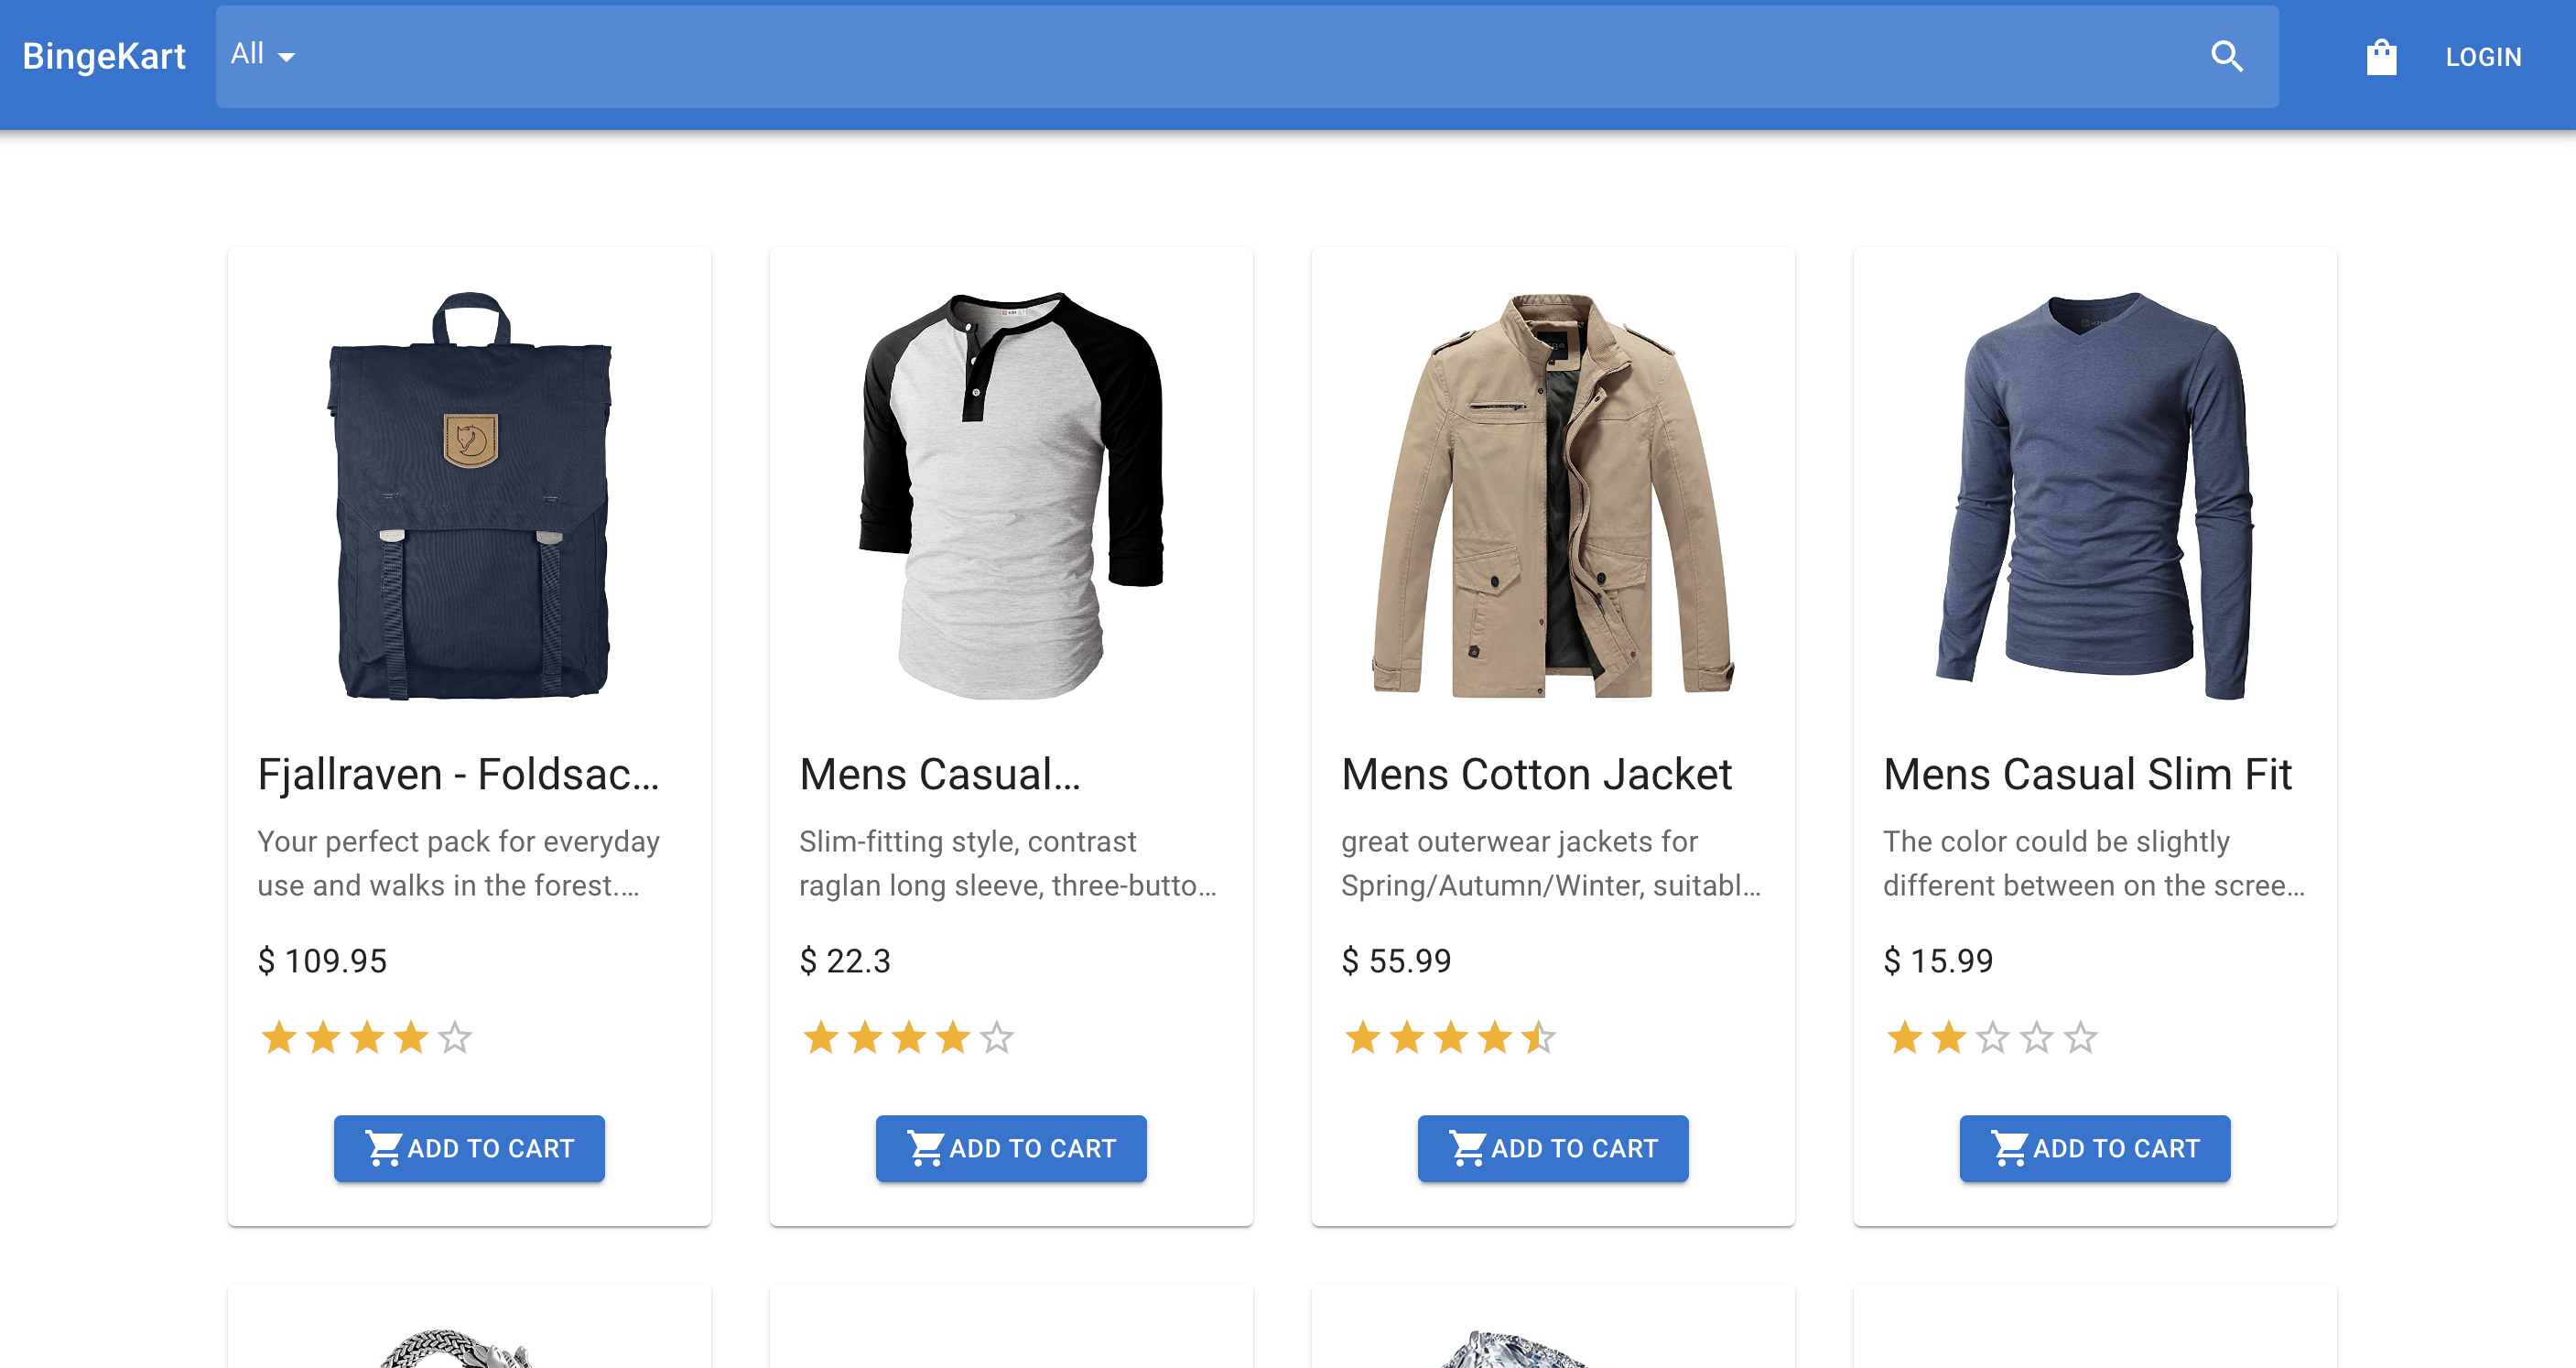 BingeKart
All
LOGIN
Fjallraven - Foldsac...
Your perfect pack for everyday
use and walks in the forest....
$ 109.95
ADD TO CART
Mens Casual...
Slim-fitting style, contrast
raglan long sleeve, three-butto...
$ 22.3
ADD TO CART
Mens Cotton Jacket
great outerwear jackets for
Spring/Autumn/Winter, suitabl...
$ 55.99
ADD TO CART
Mens Casual Slim Fit
The color could be slightly
different between on the scree...
$ 15.99
ADD TO CART